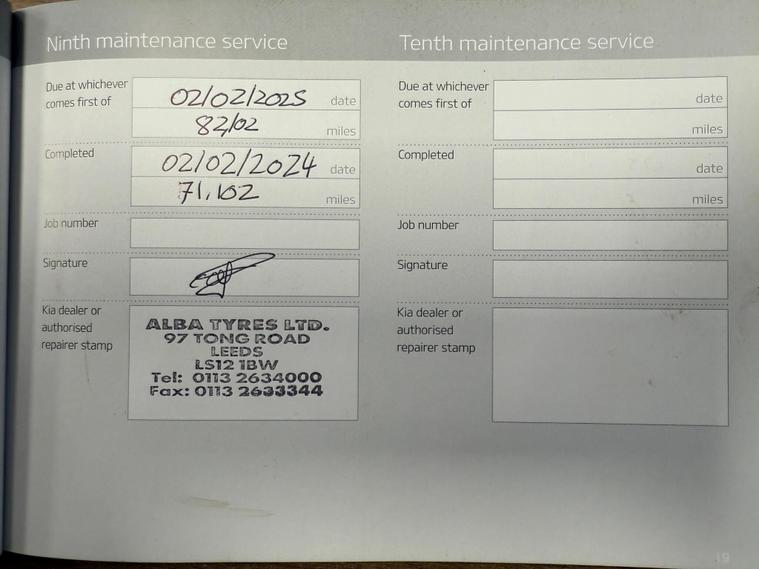 Ninth maintenance service
Due at whichever
comes first of
02/02/2025 date
82102 miles
Completed
02/02/2024 date
71,102 miles
Job number
Signature
Kia dealer or
authorised
repairer stamp
ALBA TYRES LTD.
97 TONG ROAD
LEEDS
LS12 1BW
Tel: 0113 2634000
Fax: 0113 2633344
Tenth maintenance service
Due at whichever
comes first of
date
miles
Completed
date
miles
Job number
Signature
Kia dealer or
authorised
repairer stamp
19